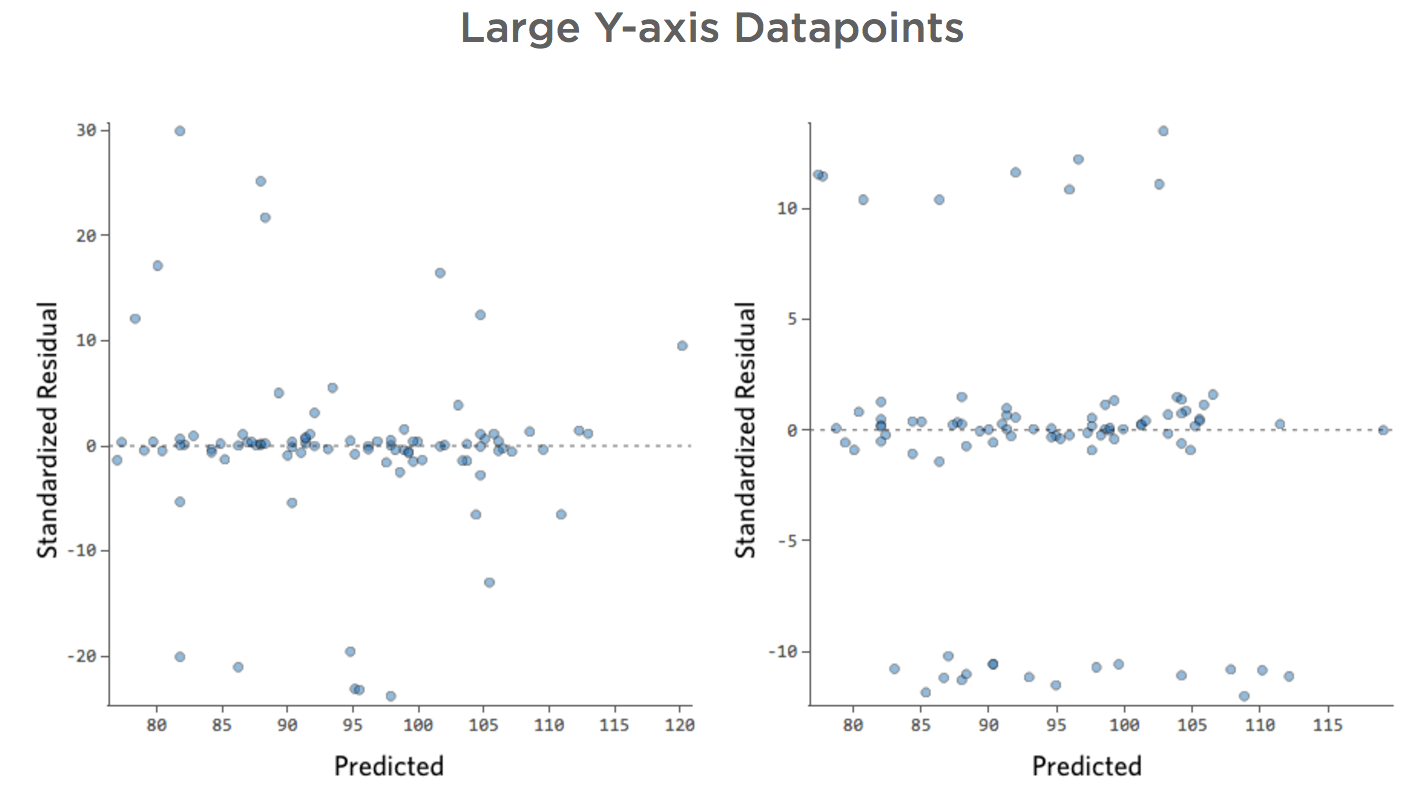 Large Y-axis Datapoints
30
20
10
0
-10
-20
Standardized Residual
80 85 90 95 100 105 110 115 120
Predicted
10
5
0
-5
-10
Standardized Residual
80 85 90 95 100 105 110 115
Predicted